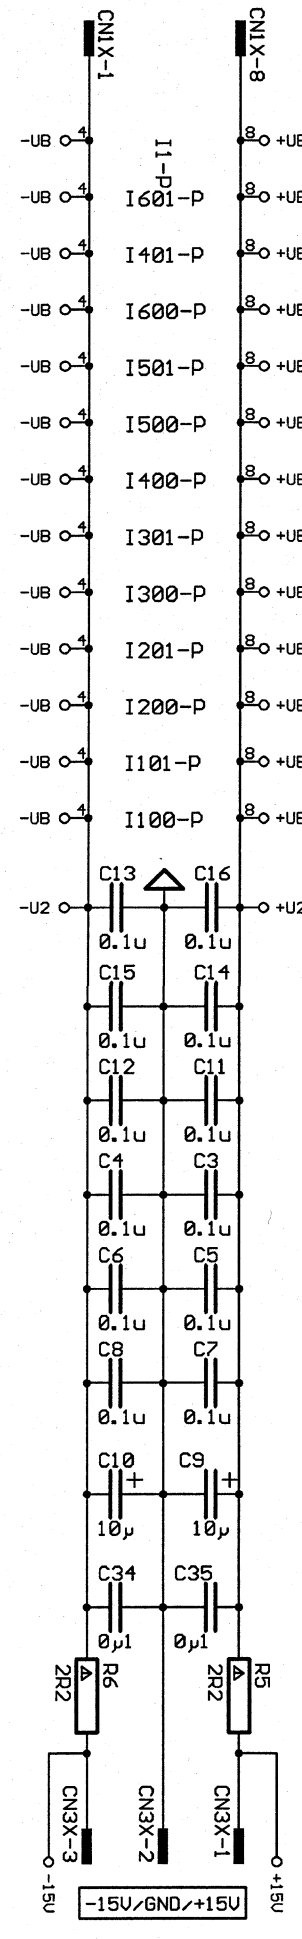 CN1X-1 CN1X-8
I1-P
-UB 4 8 +UB
-UB 4 I601-P 8 +UB
-UB 4 I401-P 8 +UB
-UB 4 I600-P 8 +UB
-UB 4 I501-P 8 +UB
-UB 4 I500-P 8 +UB
-UB 4 I400-P 8 +UB
-UB 4 I301-P 8 +UB
-UB 4 I300-P 8 +UB
-UB 4 I201-P 8 +UB
-UB 4 I200-P 8 +UB
-UB 4 I101-P 8 +UB
-UB 4 I100-P 8 +UB
C13 C16
-U2 +U2
0.1u 0.1u
C15 C14
0.1u 0.1u
C12 C11
0.1u 0.1u
C4 C3
0.1u 0.1u
C6 C5
0.1u 0.1u
C8 C7
0.1u 0.1u
C10 C9
+ +
10µ 10µ
C34 C35
0µ1 0µ1
R6 R5
2R2 2R2
CN3X-3 CN3X-2 CN3X-1
-15V +15V
-15V/GND/+15V